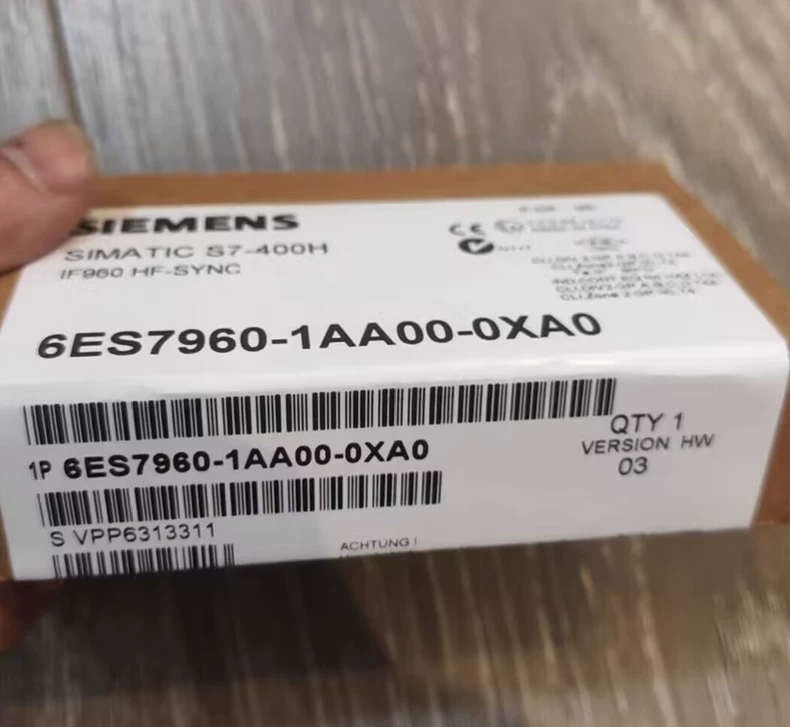 SIEMENS
SIMATIC S7-400H
IF960 HF-SYNC
6ES7960-1AA00-0XA0
1P 6ES7960-1AA00-0XA0
QTY 1
VERSION HW
03
S VPP6313311
ACHTUNG!